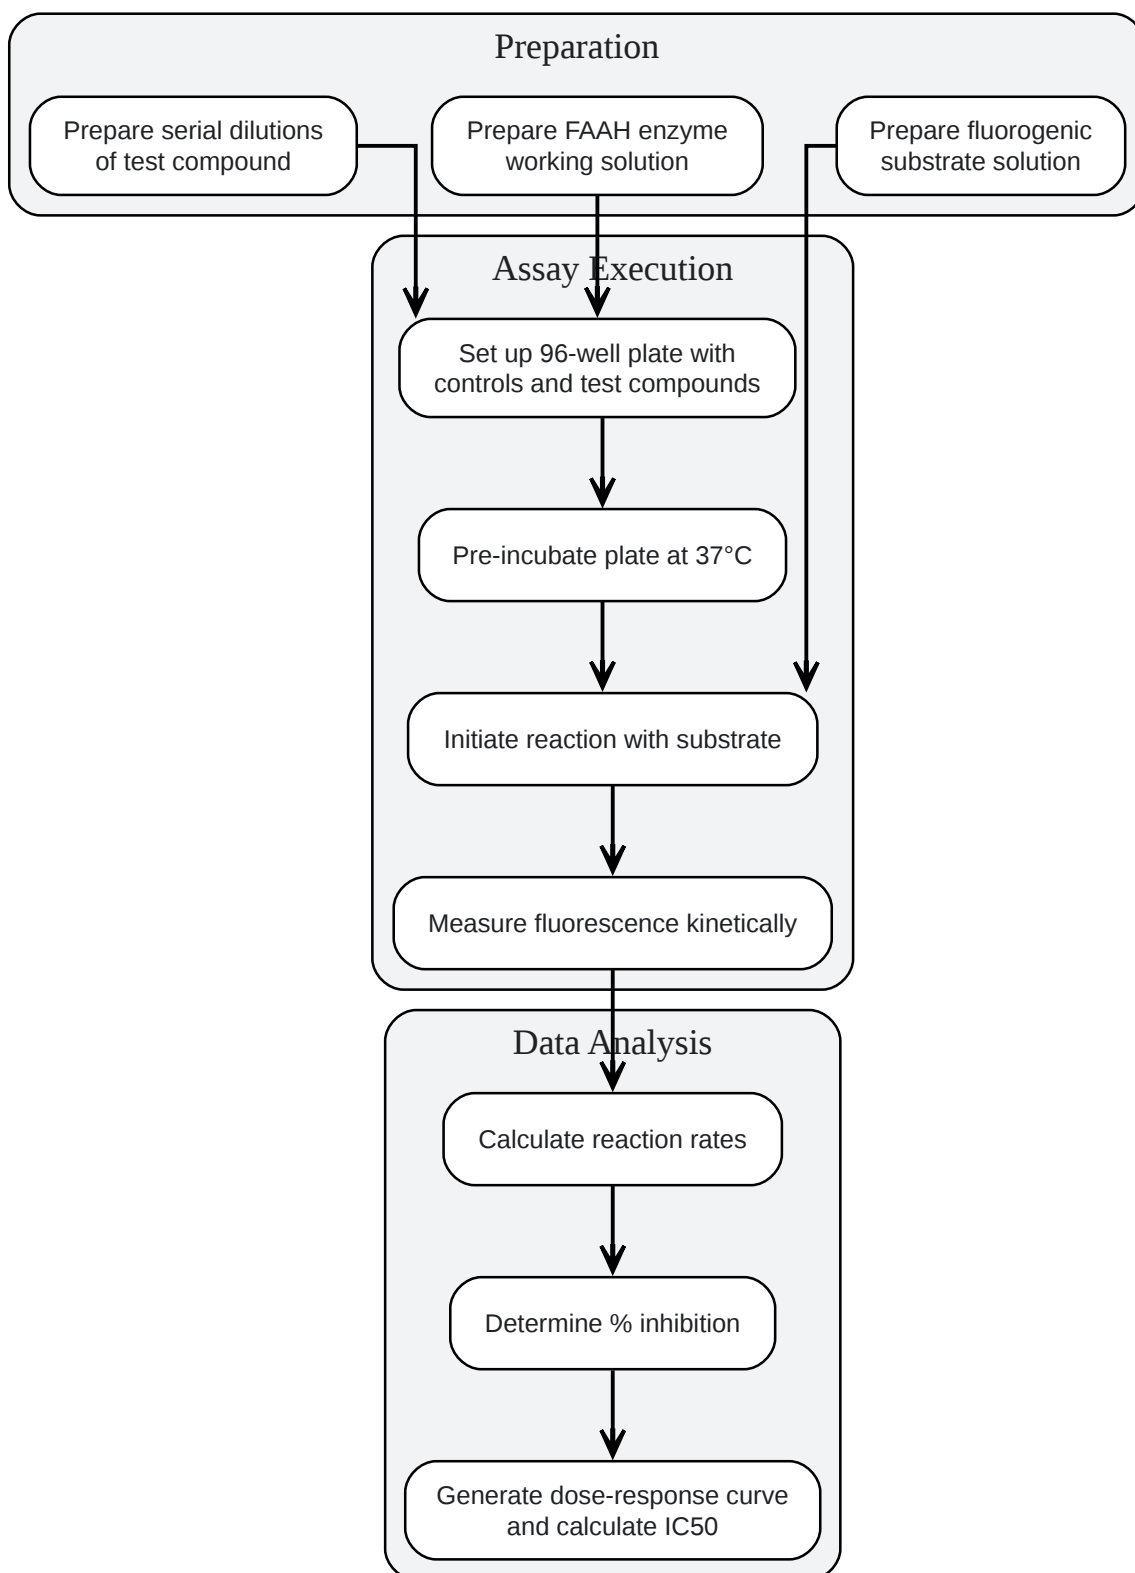 Preparation
Prepare serial dilutions
of test compound
Prepare FAAH enzyme
working solution
Prepare fluorogenic
substrate solution
Assay Execution
Set up 96-well plate with
controls and test compounds
Pre-incubate plate at 37°C
Initiate reaction with substrate
Measure fluorescence kinetically
Data Analysis
Calculate reaction rates
Determine % inhibition
Generate dose-response curve
and calculate IC50